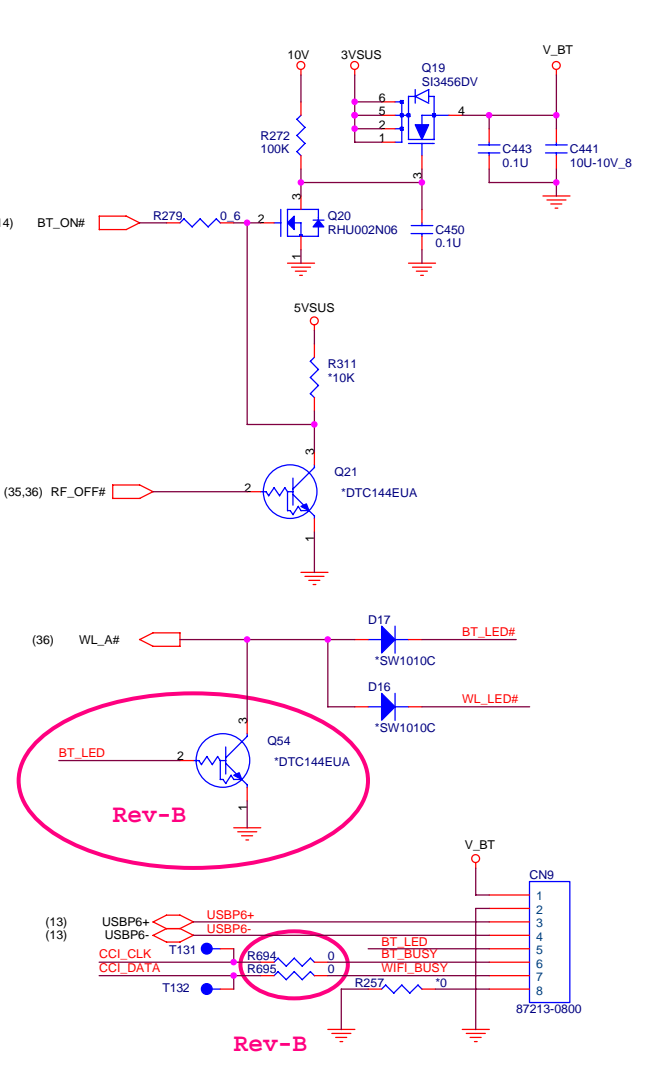 10V 3VSUS V_BT
Q19
SI3456DV
6
5 4
2
1
R272
100K
C443
0.1U
C441
10U-10V_8
3
3
14) BT_ON# R279 0_6 2
Q20
RHU002N06
C450
0.1U
1
5VSUS
R311
*10K
3
Q21
(35,36) RF_OFF# 2 *DTC144EUA
1
D17
(36) WL_A# BT_LED#
*SW1010C
D16
WL_LED#
*SW1010C
3
Q54
BT_LED 2 *DTC144EUA
1
Rev-B
V_BT
CN9
1
2
(13) USBP6+ USBP6+ 3
(13) USBP6- USBP6- 4
T131 BT_LED 5
CCI_CLK R694 0 BT_BUSY 6
CCI_DATA R695 0 WIFI_BUSY 7
T132 R257 *0 8
87213-0800
Rev-B